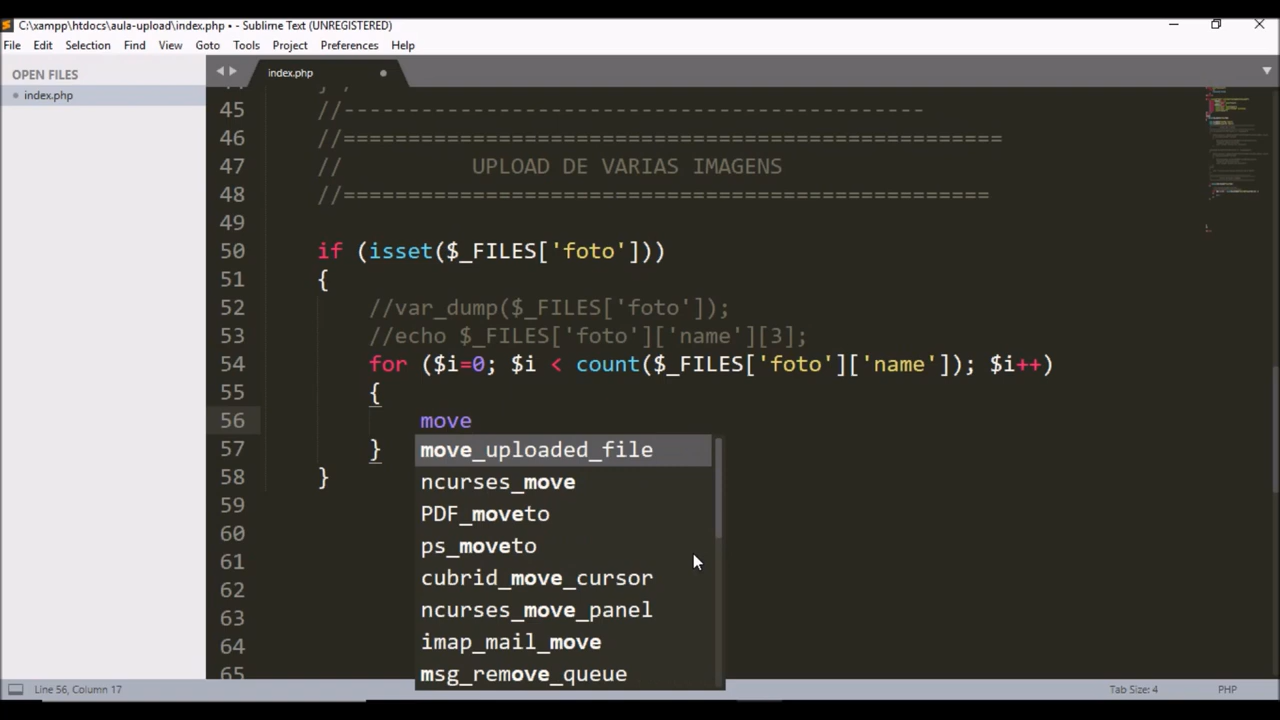 C:\xampp\htdocs\aula-upload\index.php • - Sublime Text (UNREGISTERED)
File Edit Selection Find View Goto Tools Project Preferences Help
OPEN FILES
index.php
index.php
45 //---------------------------------------------
46 //===================================================
47 // UPLOAD DE VARIAS IMAGENS
48 //==================================================
49
50 if (isset($_FILES['foto']))
51 {
52 //var_dump($_FILES['foto']);
53 //echo $_FILES['foto']['name'][3];
54 for ($i=0; $i < count($_FILES['foto']['name']); $i++)
55 {
56 move
57 }
58 }
59
60
61
62
63
64
65
move_uploaded_file
ncurses_move
PDF_moveto
ps_moveto
cubrid_move_cursor
ncurses_move_panel
imap_mail_move
msg_remove_queue
Line 56, Column 17
Tab Size: 4
PHP